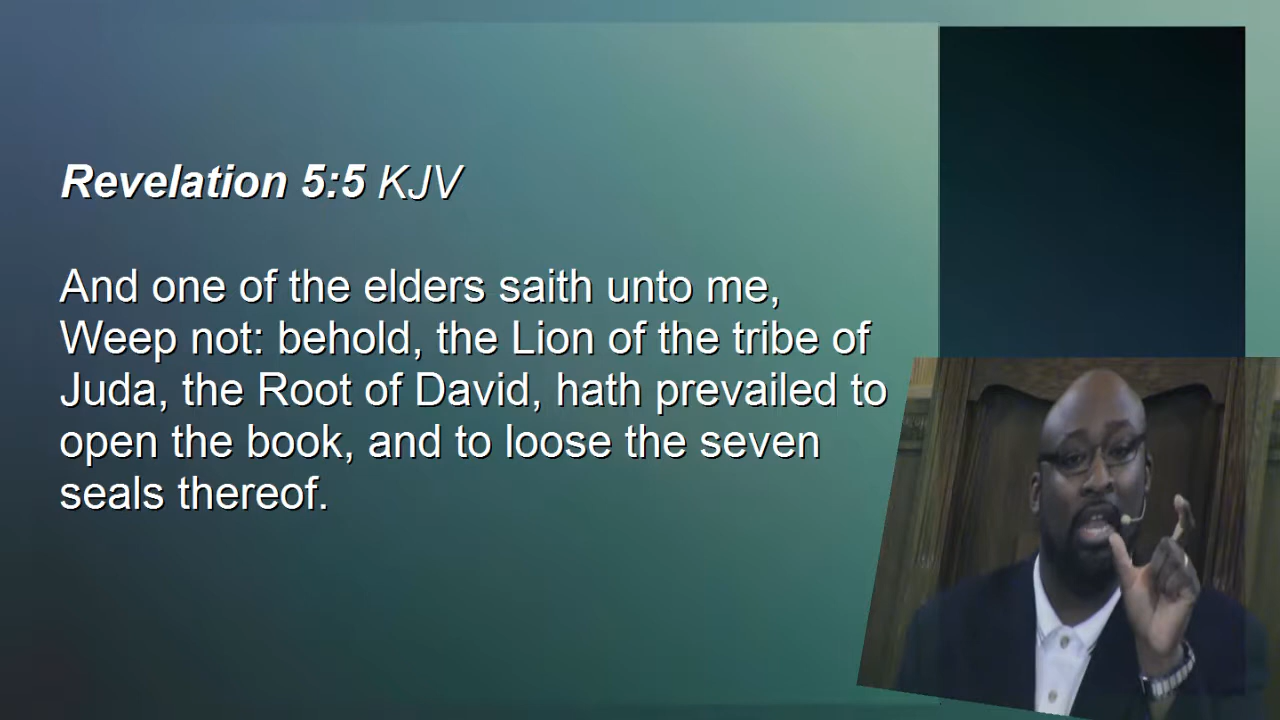 Revelation 5:5 KJV
And one of the elders saith unto me,
Weep not: behold, the Lion of the tribe of
Juda, the Root of David, hath prevailed to
open the book, and to loose the seven
seals thereof.